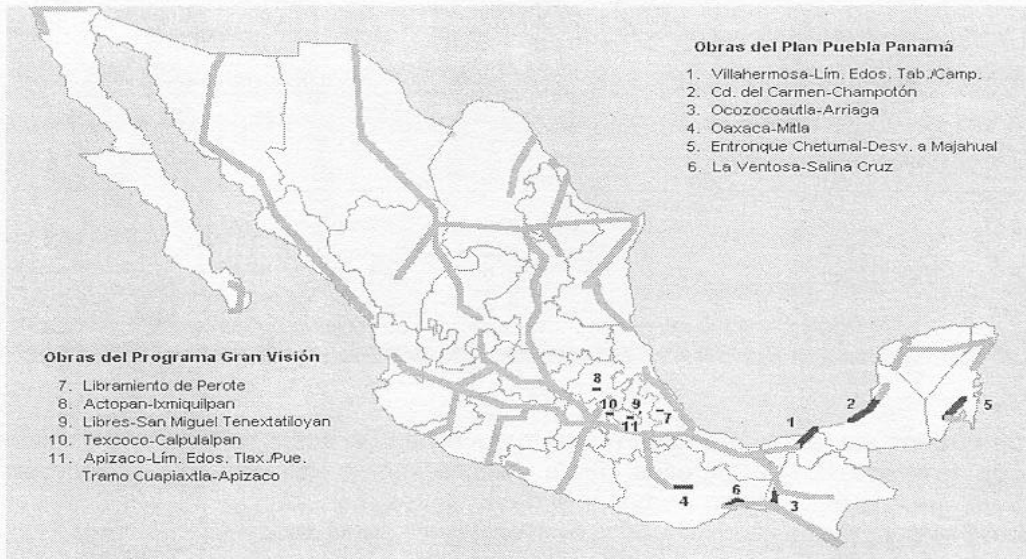 Obras del Plan Puebla Panamá
1. Villahermosa-Lím. Edos. Tab./Camp.
2. Cd. del Carmen-Champotón
3. Ocozocoautla-Arriaga
4. Oaxaca-Mitla
5. Entronque Chetumal-Desv. a Majahual
6. La Ventosa-Salina Cruz
Obras del Programa Gran Visión
7. Libramiento de Perote
8. Actopan-Ixmiquilpan
9. Libres-San Miguel Tenextatiloyan
10. Texcoco-Calpulalpan
11. Apizaco-Lím. Edos. Tlax./Pue.
Tramo Cuapiaxtla-Apizaco
8
10
9
11
7
1
2
5
4
6
3